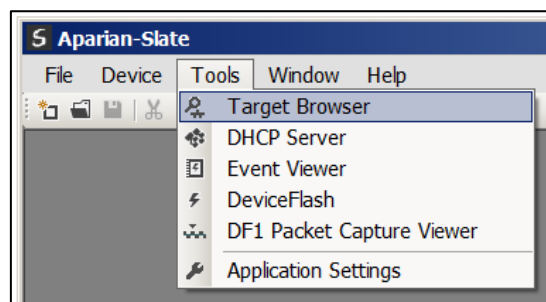 Aparian-Slate
File Device Tools Window Help
Target Browser
DHCP Server
Event Viewer
DeviceFlash
DF1 Packet Capture Viewer
Application Settings